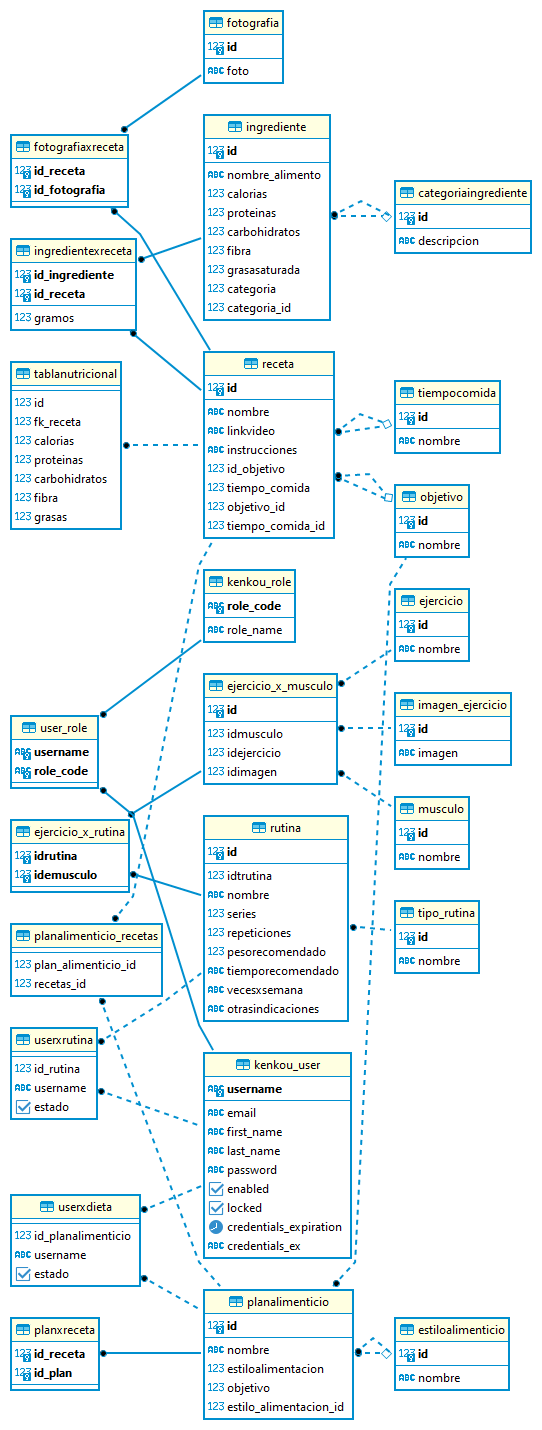 fotografia
123 id
ABC foto
fotografiaxreceta
123 id_receta
123 id_fotografia
ingrediente
123 id
ABC nombre_alimento
123 calorias
123 proteinas
123 carbohidratos
123 fibra
123 grasasaturada
123 categoria
123 categoria_id
categoriaingrediente
123 id
ABC descripcion
ingredientexreceta
123 id_ingrediente
123 id_receta
123 gramos
tablanutricional
123 id
123 fk_receta
123 calorias
123 proteinas
123 carbohidratos
123 fibra
123 grasas
receta
123 id
ABC nombre
ABC linkvideo
ABC instrucciones
123 id_objetivo
123 tiempo_comida
123 objetivo_id
123 tiempo_comida_id
tiempocomida
123 id
ABC nombre
objetivo
123 id
ABC nombre
kenkou_role
ABC role_code
ABC role_name
ejercicio
123 id
ABC nombre
ejercicio_x_musculo
123 id
123 idmusculo
123 idejercicio
123 idimagen
imagen_ejercicio
123 id
ABC imagen
user_role
ABC username
ABC role_code
musculo
123 id
ABC nombre
ejercicio_x_rutina
123 idrutina
123 idemusculo
rutina
123 id
123 idtrutina
ABC nombre
123 series
123 repeticiones
123 pesorecomendado
ABC tiemporecomendado
123 vecesxsemana
ABC otrasindicaciones
tipo_rutina
123 id
ABC nombre
planalimenticio_recetas
123 plan_alimenticio_id
123 recetas_id
userxrutina
123 id_rutina
ABC username
estado
kenkou_user
ABC username
ABC email
ABC first_name
ABC last_name
ABC password
enabled
locked
credentials_expiration
ABC credentials_ex
userxdieta
123 id_planalimenticio
ABC username
estado
planalimenticio
123 id
ABC nombre
123 estiloalimentacion
123 objetivo
123 estilo_alimentacion_id
planxreceta
123 id_receta
123 id_plan
estiloalimenticio
123 id
ABC nombre